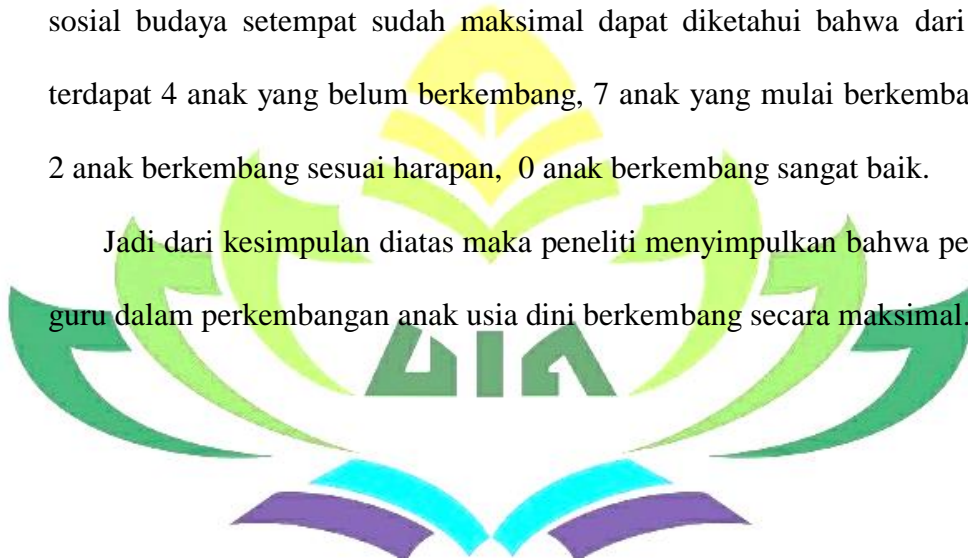 sosial budaya setempat sudah maksimal dapat diketahui bahwa dari
terdapat 4 anak yang belum berkembang, 7 anak yang mulai
2 anak berkembang sesuai harapan, 0 anak berkembang sangat baik.
Jadi dari kesimpulan diatas maka peneliti menyimpulkan bahwa
guru dalam perkembangan anak usia dini berkembang secara maksimal.
UIN